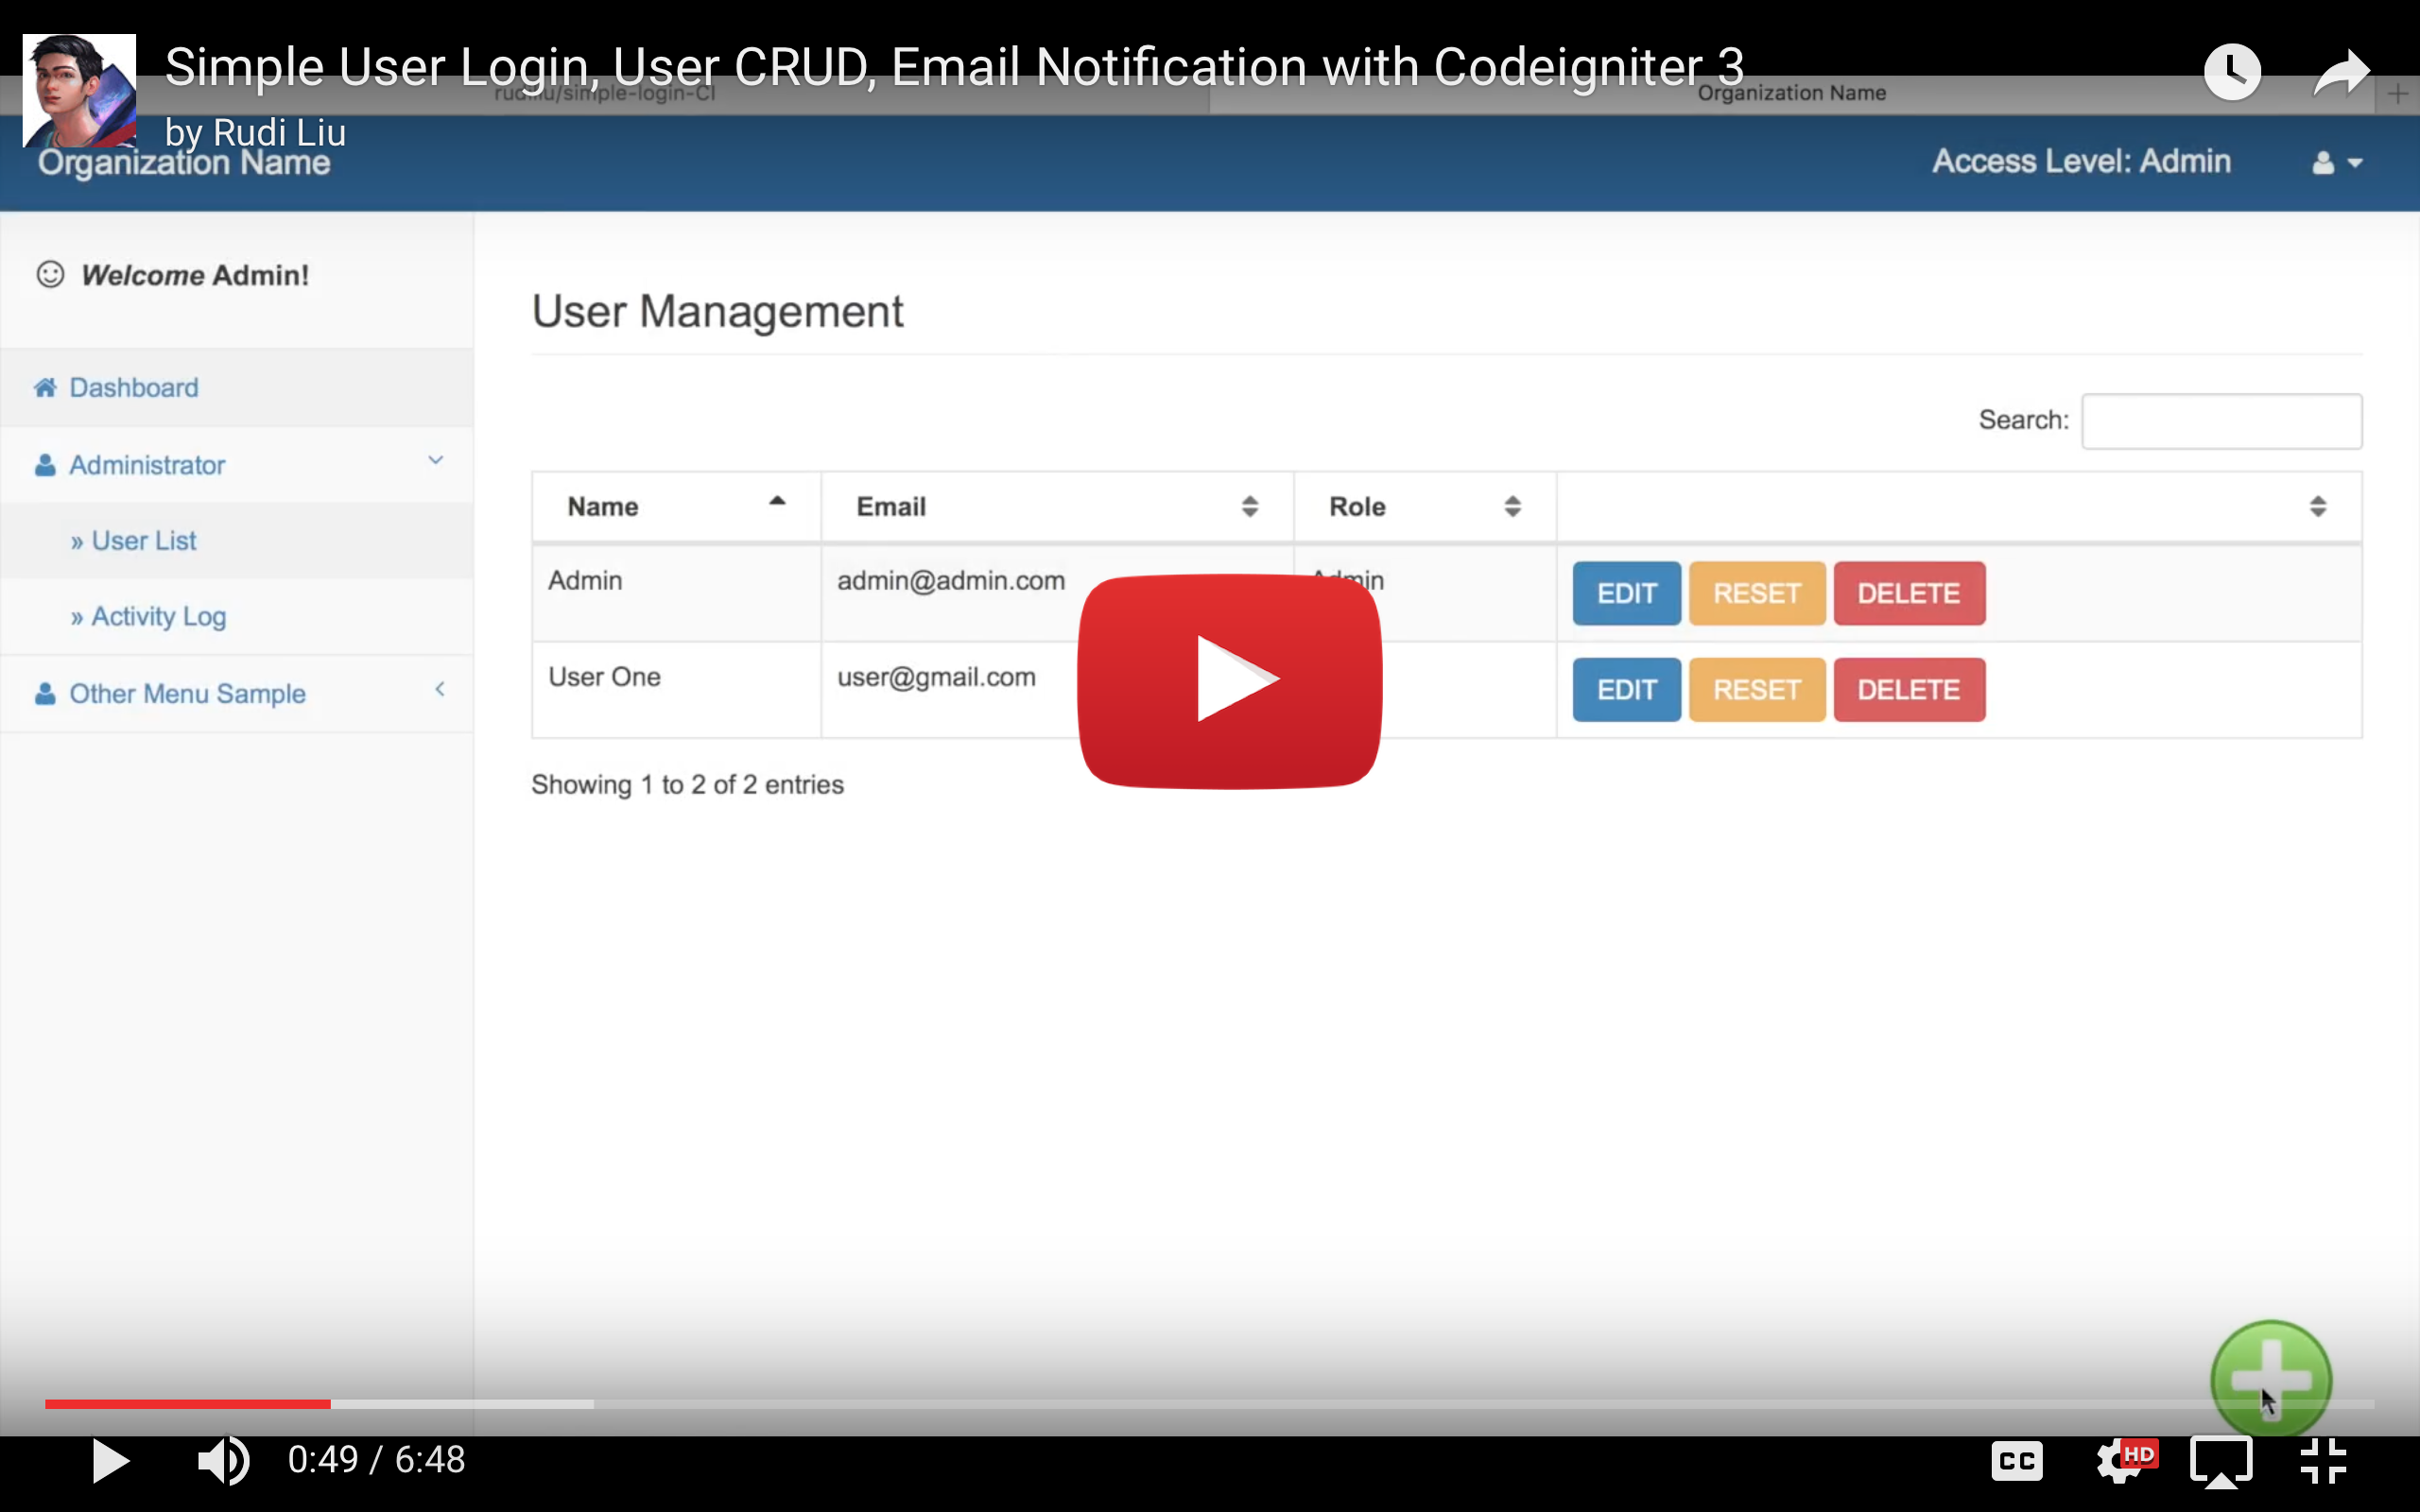 Simple User Login, User CRUD, Email Notification with Codeigniter 3
rudiliu/simple-login-CI
Organization Name
by Rudi Liu
Organization Name
Access Level: Admin
Welcome Admin!
User Management
Dashboard
Search:
Administrator
Name Email Role
» User List
Admin admin@admin.com Admin EDIT RESET DELETE
» Activity Log
User One user@gmail.com EDIT RESET DELETE
Other Menu Sample
Showing 1 to 2 of 2 entries
0:49 / 6:48
CC
HD